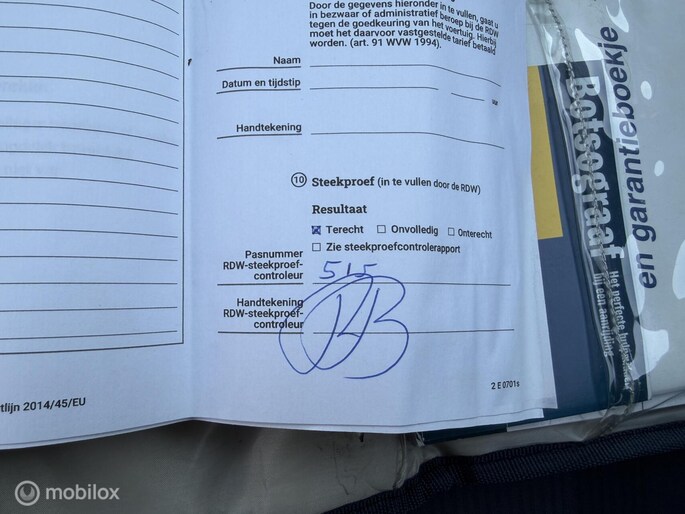 Door de gegevens hieronder in te vullen, gaat u
in bezwaar of administratief beroep bij de RDW
tegen de goedkeuring van het voertuig. Hierbij
moet het daarvoor vastgestelde tarief betaald
worden. (art. 91 WVW 1994).
Naam
Datum en tijdstip
uur
Handtekening
10 Steekproef (in te vullen door de RDW)
Resultaat
Terecht Onvolledig Onterecht
Zie steekproefcontrolerapport
Pasnummer
RDW-steekproef-
controleur
515
Handtekening
RDW-steekproef-
controleur
tlijn 2014/45/EU
2 E 0701s
en garantieboekje
Het perfecte
bij een aanrijding
mobilox